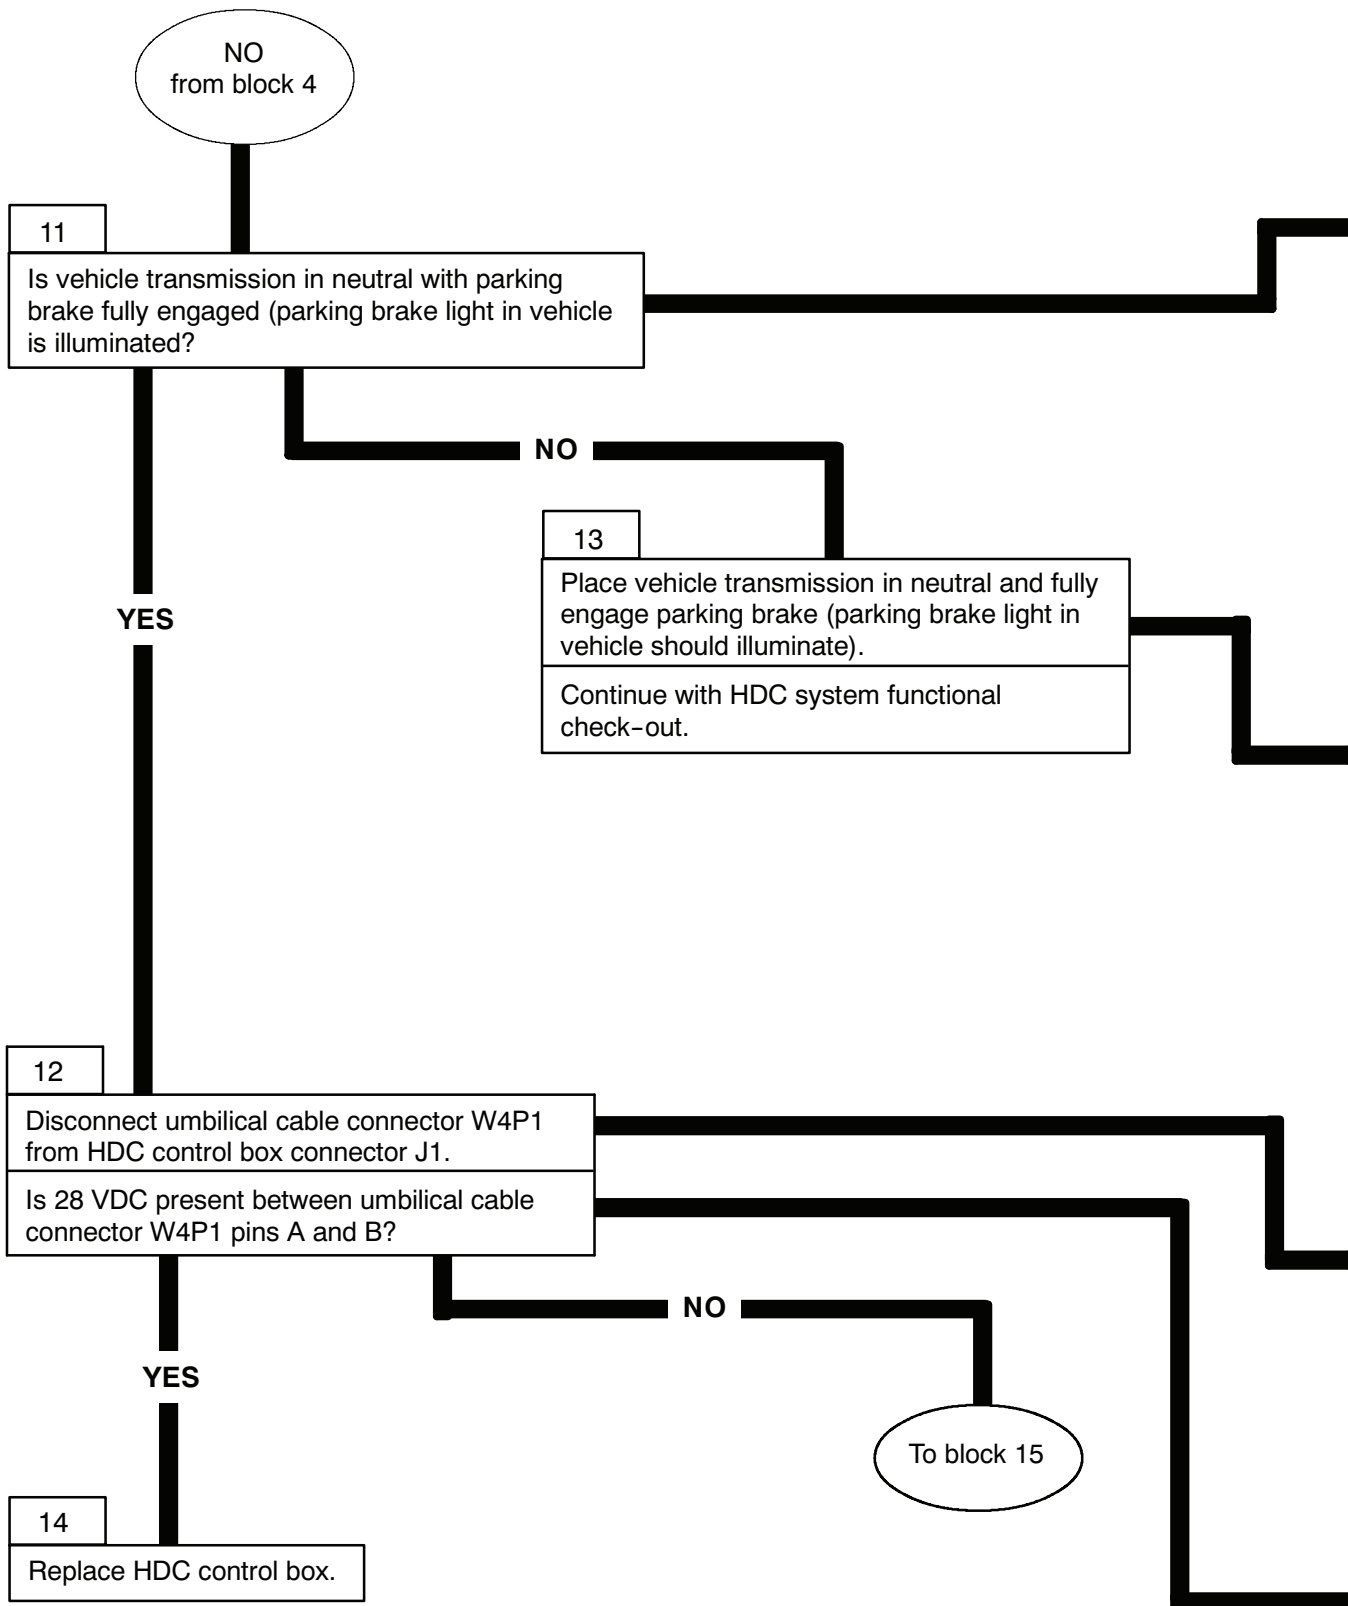 NO
from block 4
11
Is vehicle transmission in neutral with parking
brake fully engaged (parking brake light in vehicle
is illuminated?
NO
13
Place vehicle transmission in neutral and fully
engage parking brake (parking brake light in
vehicle should illuminate).
Continue with HDC system functional
check-out.
YES
12
Disconnect umbilical cable connector W4P1
from HDC control box connector J1.
Is 28 VDC present between umbilical cable
connector W4P1 pins A and B?
NO
YES
To block 15
14
Replace HDC control box.